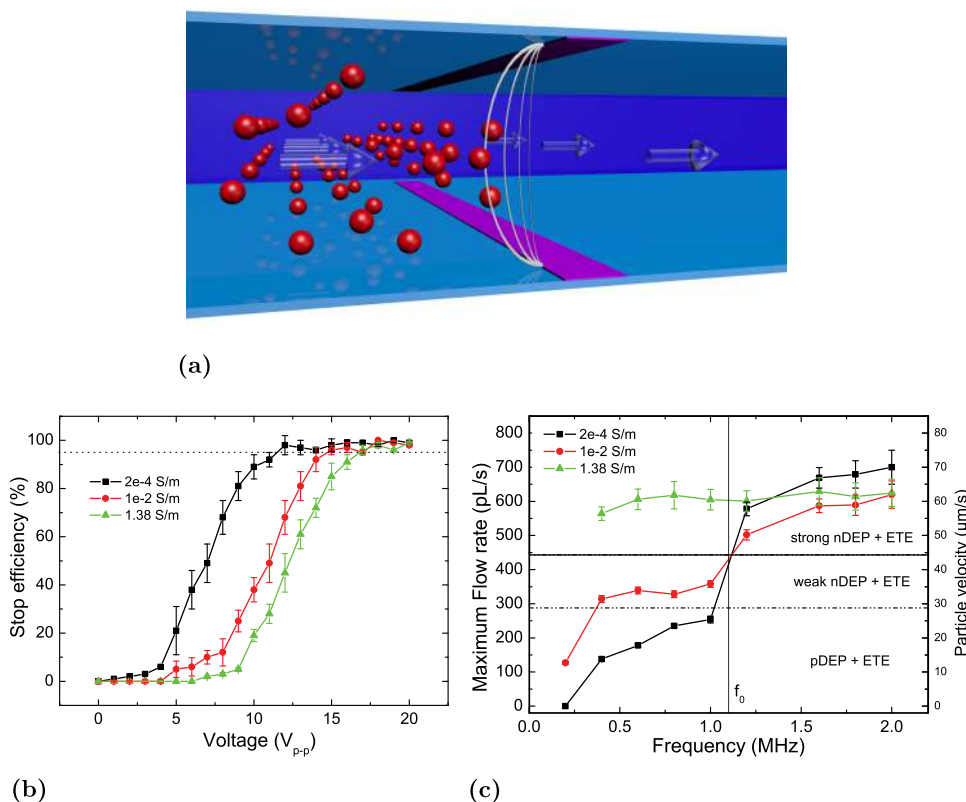 (a)
100
80
60
40
20
0
Stop efficiency (%)
2e-4 S/m
1e-2 S/m
1.38 S/m
0 5 10 15 20
Voltage (Vp-p)
(b)
800
700
600
500
400
300
200
100
0
Maximum Flow rate (pL/s)
2e-4 S/m
1e-2 S/m
1.38 S/m
strong nDEP + ETE
weak nDEP + ETE
pDEP + ETE
f0
80
70
60
50
40
30
20
10
0
Particle velocity (um/s)
0.0 0.5 1.0 1.5 2.0
Frequency (MHz)
(c)